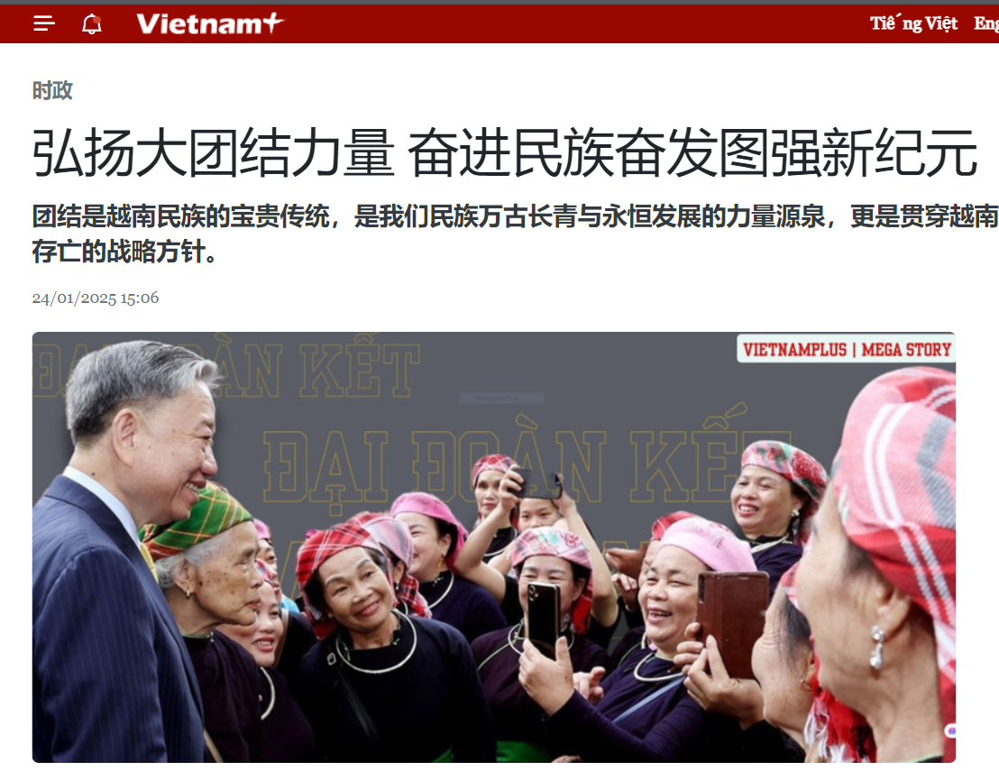 Vietnam+
Tiếng Việt Eng
时政
弘扬大团结力量 奋进民族奋发图强新纪元
团结是越南民族的宝贵传统，是我们民族万古长青与永恒发展的力量源泉，更是贯穿越南
存亡的战略方针。
24/01/2025 15:06
ĐẠI ĐOÀN KẾT
VIETNAMPLUS | MEGA STORY
ĐẠI ĐOÀN KẾT